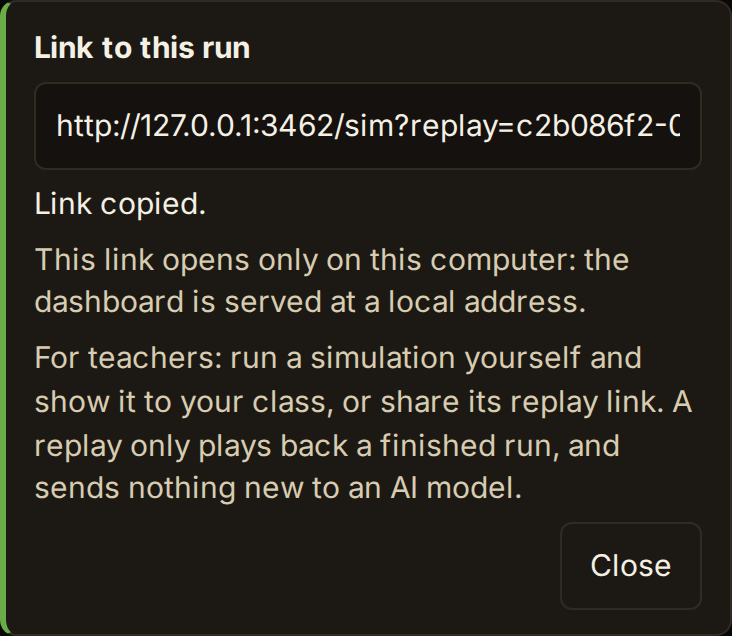 Link to this run
http://127.0.0.1:3462/sim?replay=c2b086f2-
Link copied.
This link opens only on this computer: the
dashboard is served at a local address.
For teachers: run a simulation yourself and
show it to your class, or share its replay link. A
replay only plays back a finished run, and
sends nothing new to an AI model.
Close